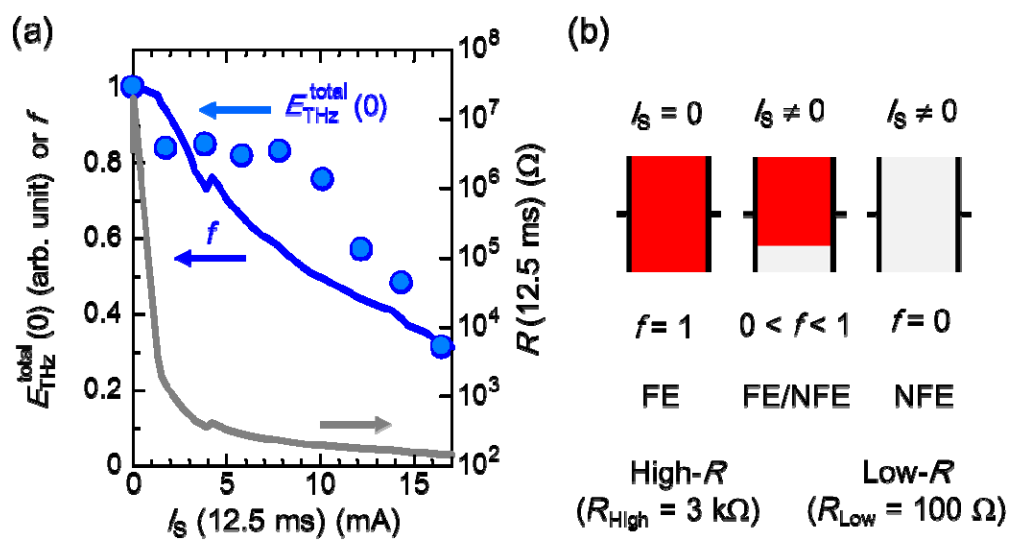 (a)
E_THz^total(0) (arb. unit) or f
1
0.8
0.6
0.4
0.2
0
E_THz^total (0)
f
10^8
10^7
10^6
10^5
10^4
10^3
10^2
R (12.5 ms) (Ω)
0 5 10 15
I_S (12.5 ms) (mA)
(b)
I_S = 0 I_S ≠ 0 I_S ≠ 0
f = 1 0 < f < 1 f = 0
FE FE/NFE NFE
High-R Low-R
(R_High = 3 kΩ) (R_Low = 100 Ω)